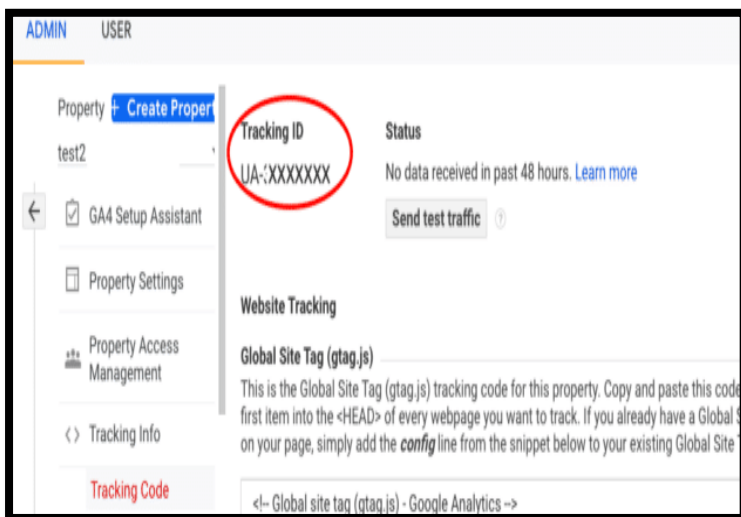 ADMIN USER
Property + Create Propert
test2
GA4 Setup Assistant
Property Settings
Property Access
Management
<> Tracking Info
Tracking Code
Tracking ID
UA-XXXXXXX
Status
No data received in past 48 hours. Learn more
Send test traffic
Website Tracking
Global Site Tag (gtag.js)
This is the Global Site Tag (gtag.js) tracking code for this property. Copy and paste this code
first item into the <HEAD> of every webpage you want to track. If you already have a Global S
on your page, simply add the config line from the snippet below to your existing Global Site T
<!-- Global site tag (gtag.js) - Google Analytics -->